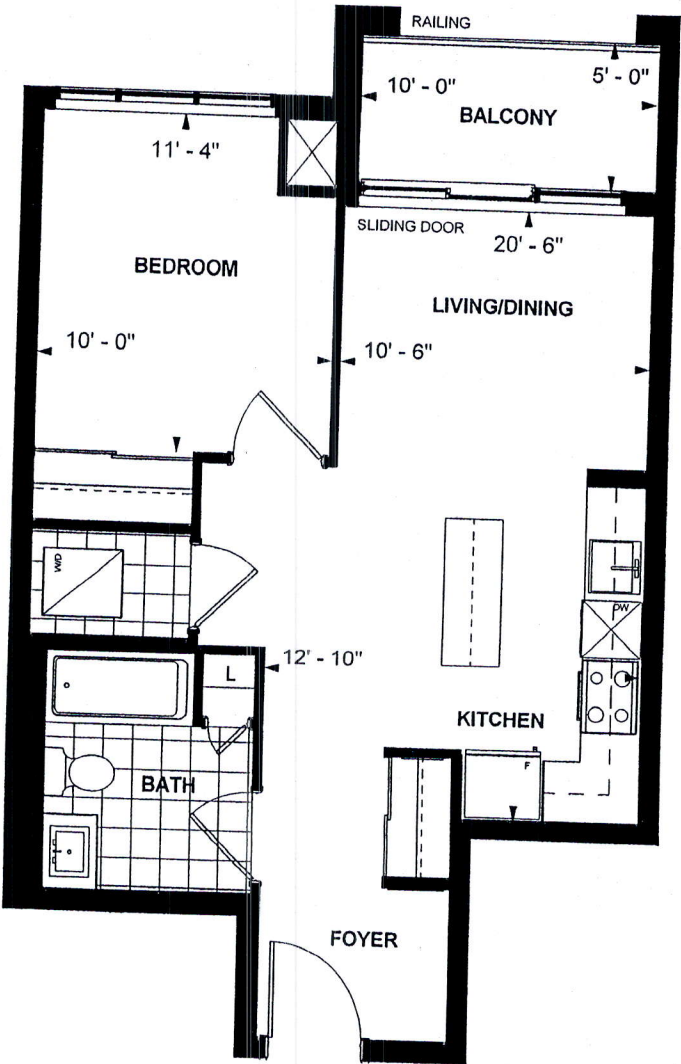 RAILING
10' - 0"
5' - 0"
BALCONY
11' - 4"
SLIDING DOOR
20' - 6"
BEDROOM
LIVING/DINING
10' - 0"
10' - 6"
W/D
DW
L
12' - 10"
KITCHEN
R
F
BATH
FOYER